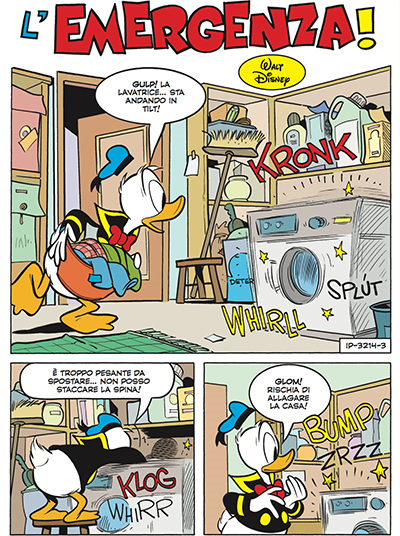 L'EMERGENZA!
WALT
DISNEY
GULP! LA
LAVATRICE... STA
ANDANDO IN
TILT!
KRONK
DETER
WHIRLL
SPLÚT
IP-3214-3
È TROPPO PESANTE DA
SPOSTARE... NON POSSO
STACCARE LA SPINA!
KLOG
WHIRR
GLOM!
RISCHIA DI
ALLAGARE
LA CASA!
BUMP
ZRZZ